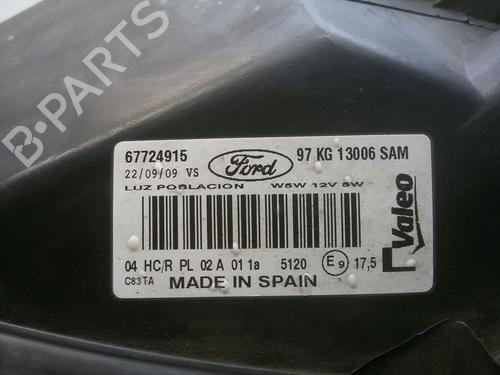 B-PARTS
67724915 Ford 97 KG 13006 SAM
22/09/09 VS
LUZ POBLACION W5W 12V 5W
Valeo
04 HC/R PL 02 A 01 1a 5120 E9 17,5
C83TA MADE IN SPAIN